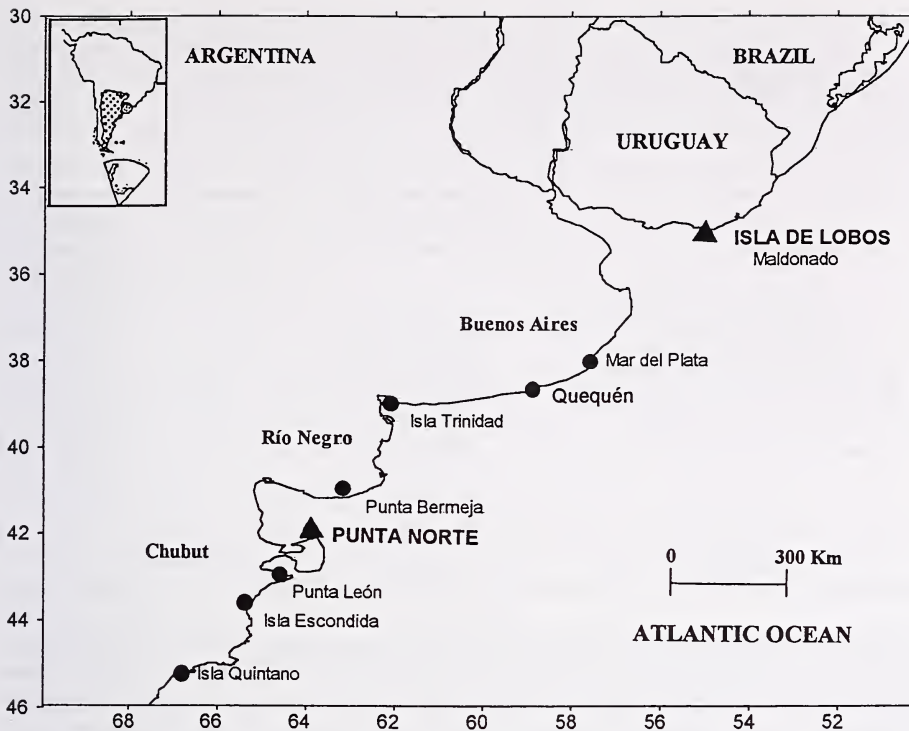 30
32
34
36
38
40
42
44
46
ARGENTINA
BRAZIL
URUGUAY
ISLA DE LOBOS
Maldonado
Buenos Aires
Mar del Plata
Quequén
Isla Trinidad
Río Negro
Punta Bermeja
PUNTA NORTE
Chubut
0 300 Km
Punta León
Isla Escondida
ATLANTIC OCEAN
Isla Quintano
68 66 64 62 60 58 56 54 52